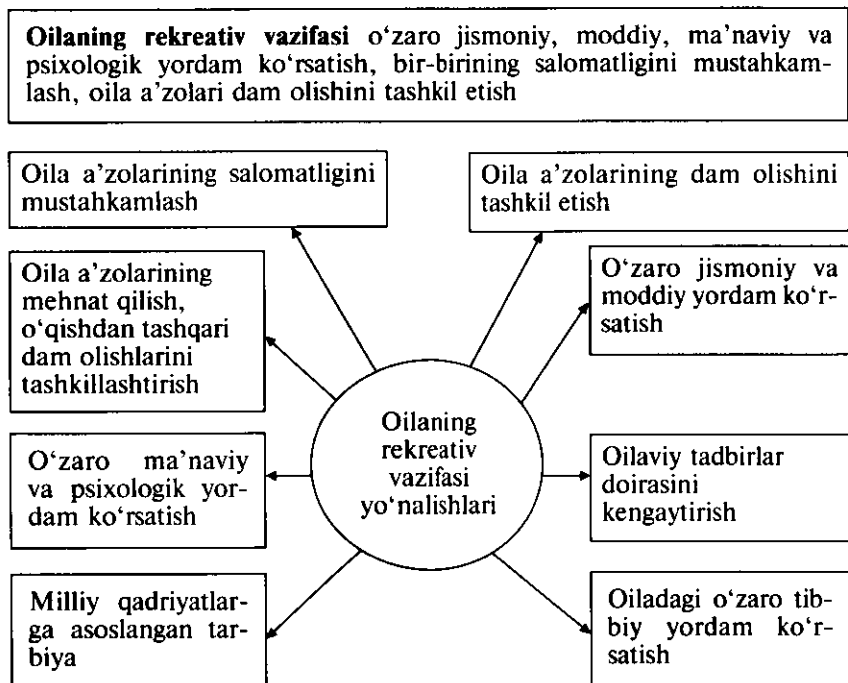 Oilaning rekreativ vazifasi o‘zaro jismoniy, moddiy, ma’naviy va
psixologik yordam ko‘rsatish, bir-birining salomatligini mustahkam-
lash, oila a’zolari dam olishini tashkil etish
Oila a’zolarining salomatligini
mustahkamlash
Oila a’zolarining dam olishini
tashkil etish
Oila a’zolarining
mehnat qilish,
o‘qishdan tashqari
dam olishlarini
tashkillashtirish
O‘zaro jismoniy va
moddiy yordam ko‘r-
satish
Oilaning
rekreativ
vazifasi
yo‘nalishlari
O‘zaro ma’naviy
va psixologik yor-
dam ko‘rsatish
Oilaviy tadbirlar
doirasini
kengaytirish
Milliy qadriyatlar-
ga asoslangan tar-
biya
Oiladagi o‘zaro tib-
biy yordam ko‘r-
satish